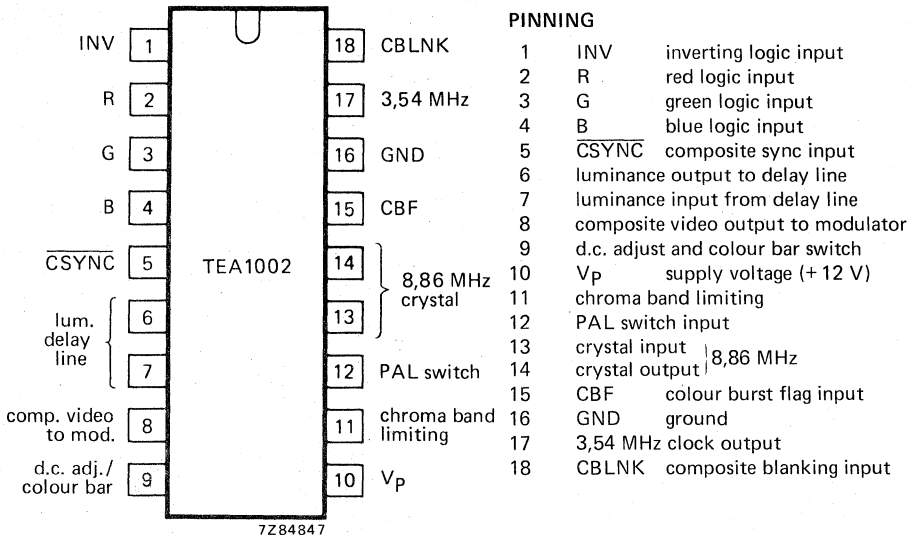 INV 1
R 2
G 3
B 4
CSYNC 5
lum.
delay
line
6
7
comp. video
to mod.
8
d.c. adj./
colour bar
9
TEA1002
18 CBLNK
17 3,54 MHz
16 GND
15 CBF
14
13
8,86 MHz
crystal
12 PAL switch
11 chroma band
limiting
10 Vp
7Z84847
PINNING
1 INV inverting logic input
2 R red logic input
3 G green logic input
4 B blue logic input
5 CSYNC composite sync input
6 luminance output to delay line
7 luminance input from delay line
8 composite video output to modulator
9 d.c. adjust and colour bar switch
10 Vp supply voltage (+ 12 V)
11 chroma band limiting
12 PAL switch input
13 crystal input
14 crystal output
8,86 MHz
15 CBF colour burst flag input
16 GND ground
17 3,54 MHz clock output
18 CBLNK composite blanking input